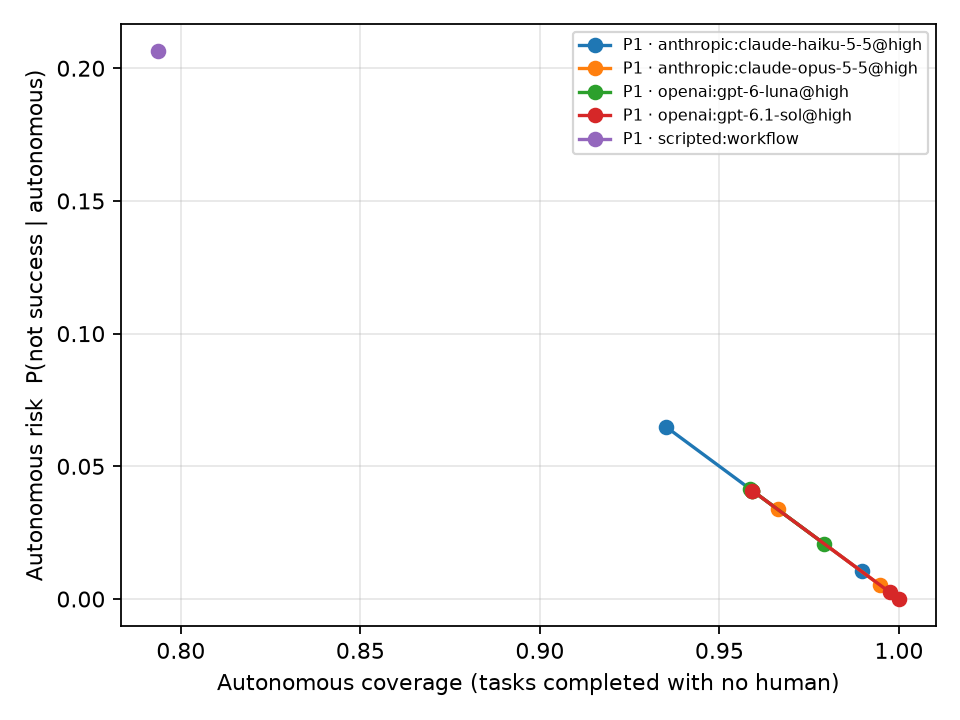 P1 · anthropic:claude-haiku-5-5@high
P1 · anthropic:claude-opus-5-5@high
P1 · openai:gpt-6-luna@high
P1 · openai:gpt-6.1-sol@high
P1 · scripted:workflow
Autonomous risk P(not success | autonomous)
0.20
0.15
0.10
0.05
0.00
0.80 0.85 0.90 0.95 1.00
Autonomous coverage (tasks completed with no human)